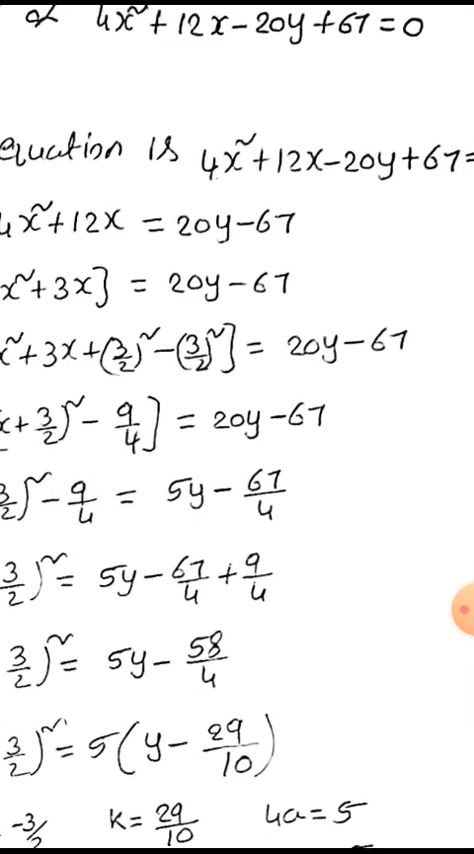 4x² + 12x - 20y + 67 = 0
equation is 4x² + 12x - 20y + 67 =
4x² + 12x = 20y - 67
x² + 3x] = 20y - 67
x² + 3x + (3/2)² - (3/2)²] = 20y - 67
x + 3/2)² - 9/4] = 20y - 67
3/2)² - 9/4 = 5y - 67/4
3/2)² = 5y - 67/4 + 9/4
3/2)² = 5y - 58/4
3/2)² = 5(y - 29/10)
-3/2 k = 29/10 4a = 5